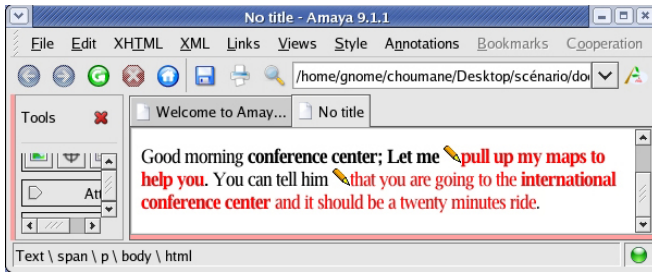 No title - Amaya 9.1.1
File Edit XHTML XML Links Views Style Annotations Bookmarks Cooperation
/home/gnome/choumane/Desktop/scénario/do
Tools
Welcome to Amay... No title
Good morning conference center; Let me pull up my maps to
help you. You can tell him that you are going to the international
conference center and it should be a twenty minutes ride.
Att
Text \ span \ p \ body \ html